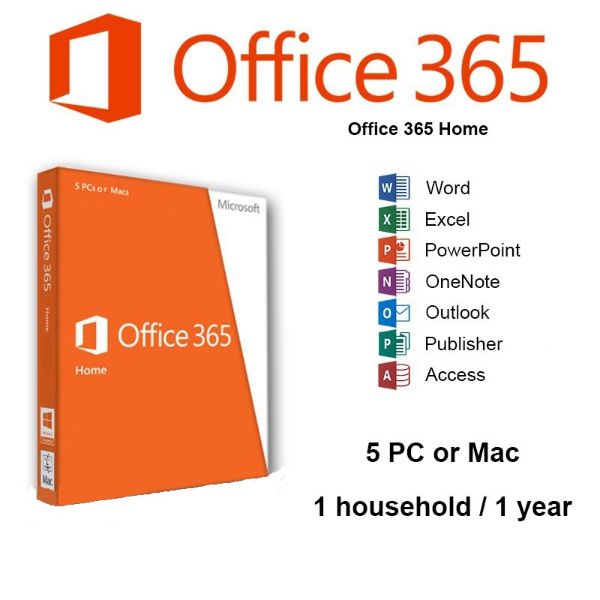 Office 365
Office 365 Home
5 PCs or Macs
Microsoft
Office 365
Home
Office 365
Home
Mac
W Word
X Excel
P PowerPoint
N OneNote
O Outlook
P Publisher
A Access
5 PC or Mac
1 household / 1 year